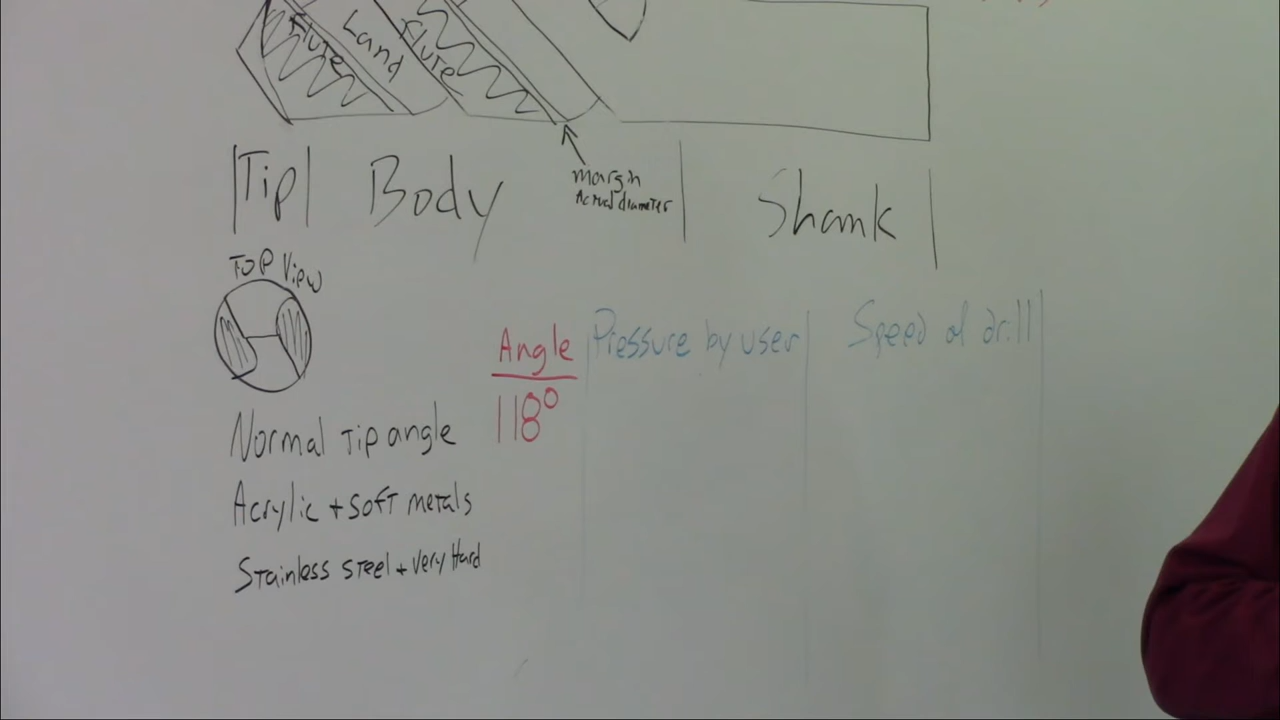 Flute Land Flute
Tip Body Shank
Margin
Actual diameter
TOP View
Angle Pressure by user Speed of drill
Normal Tip angle 118°
Acrylic + soft metals
Stainless steel + very Hard